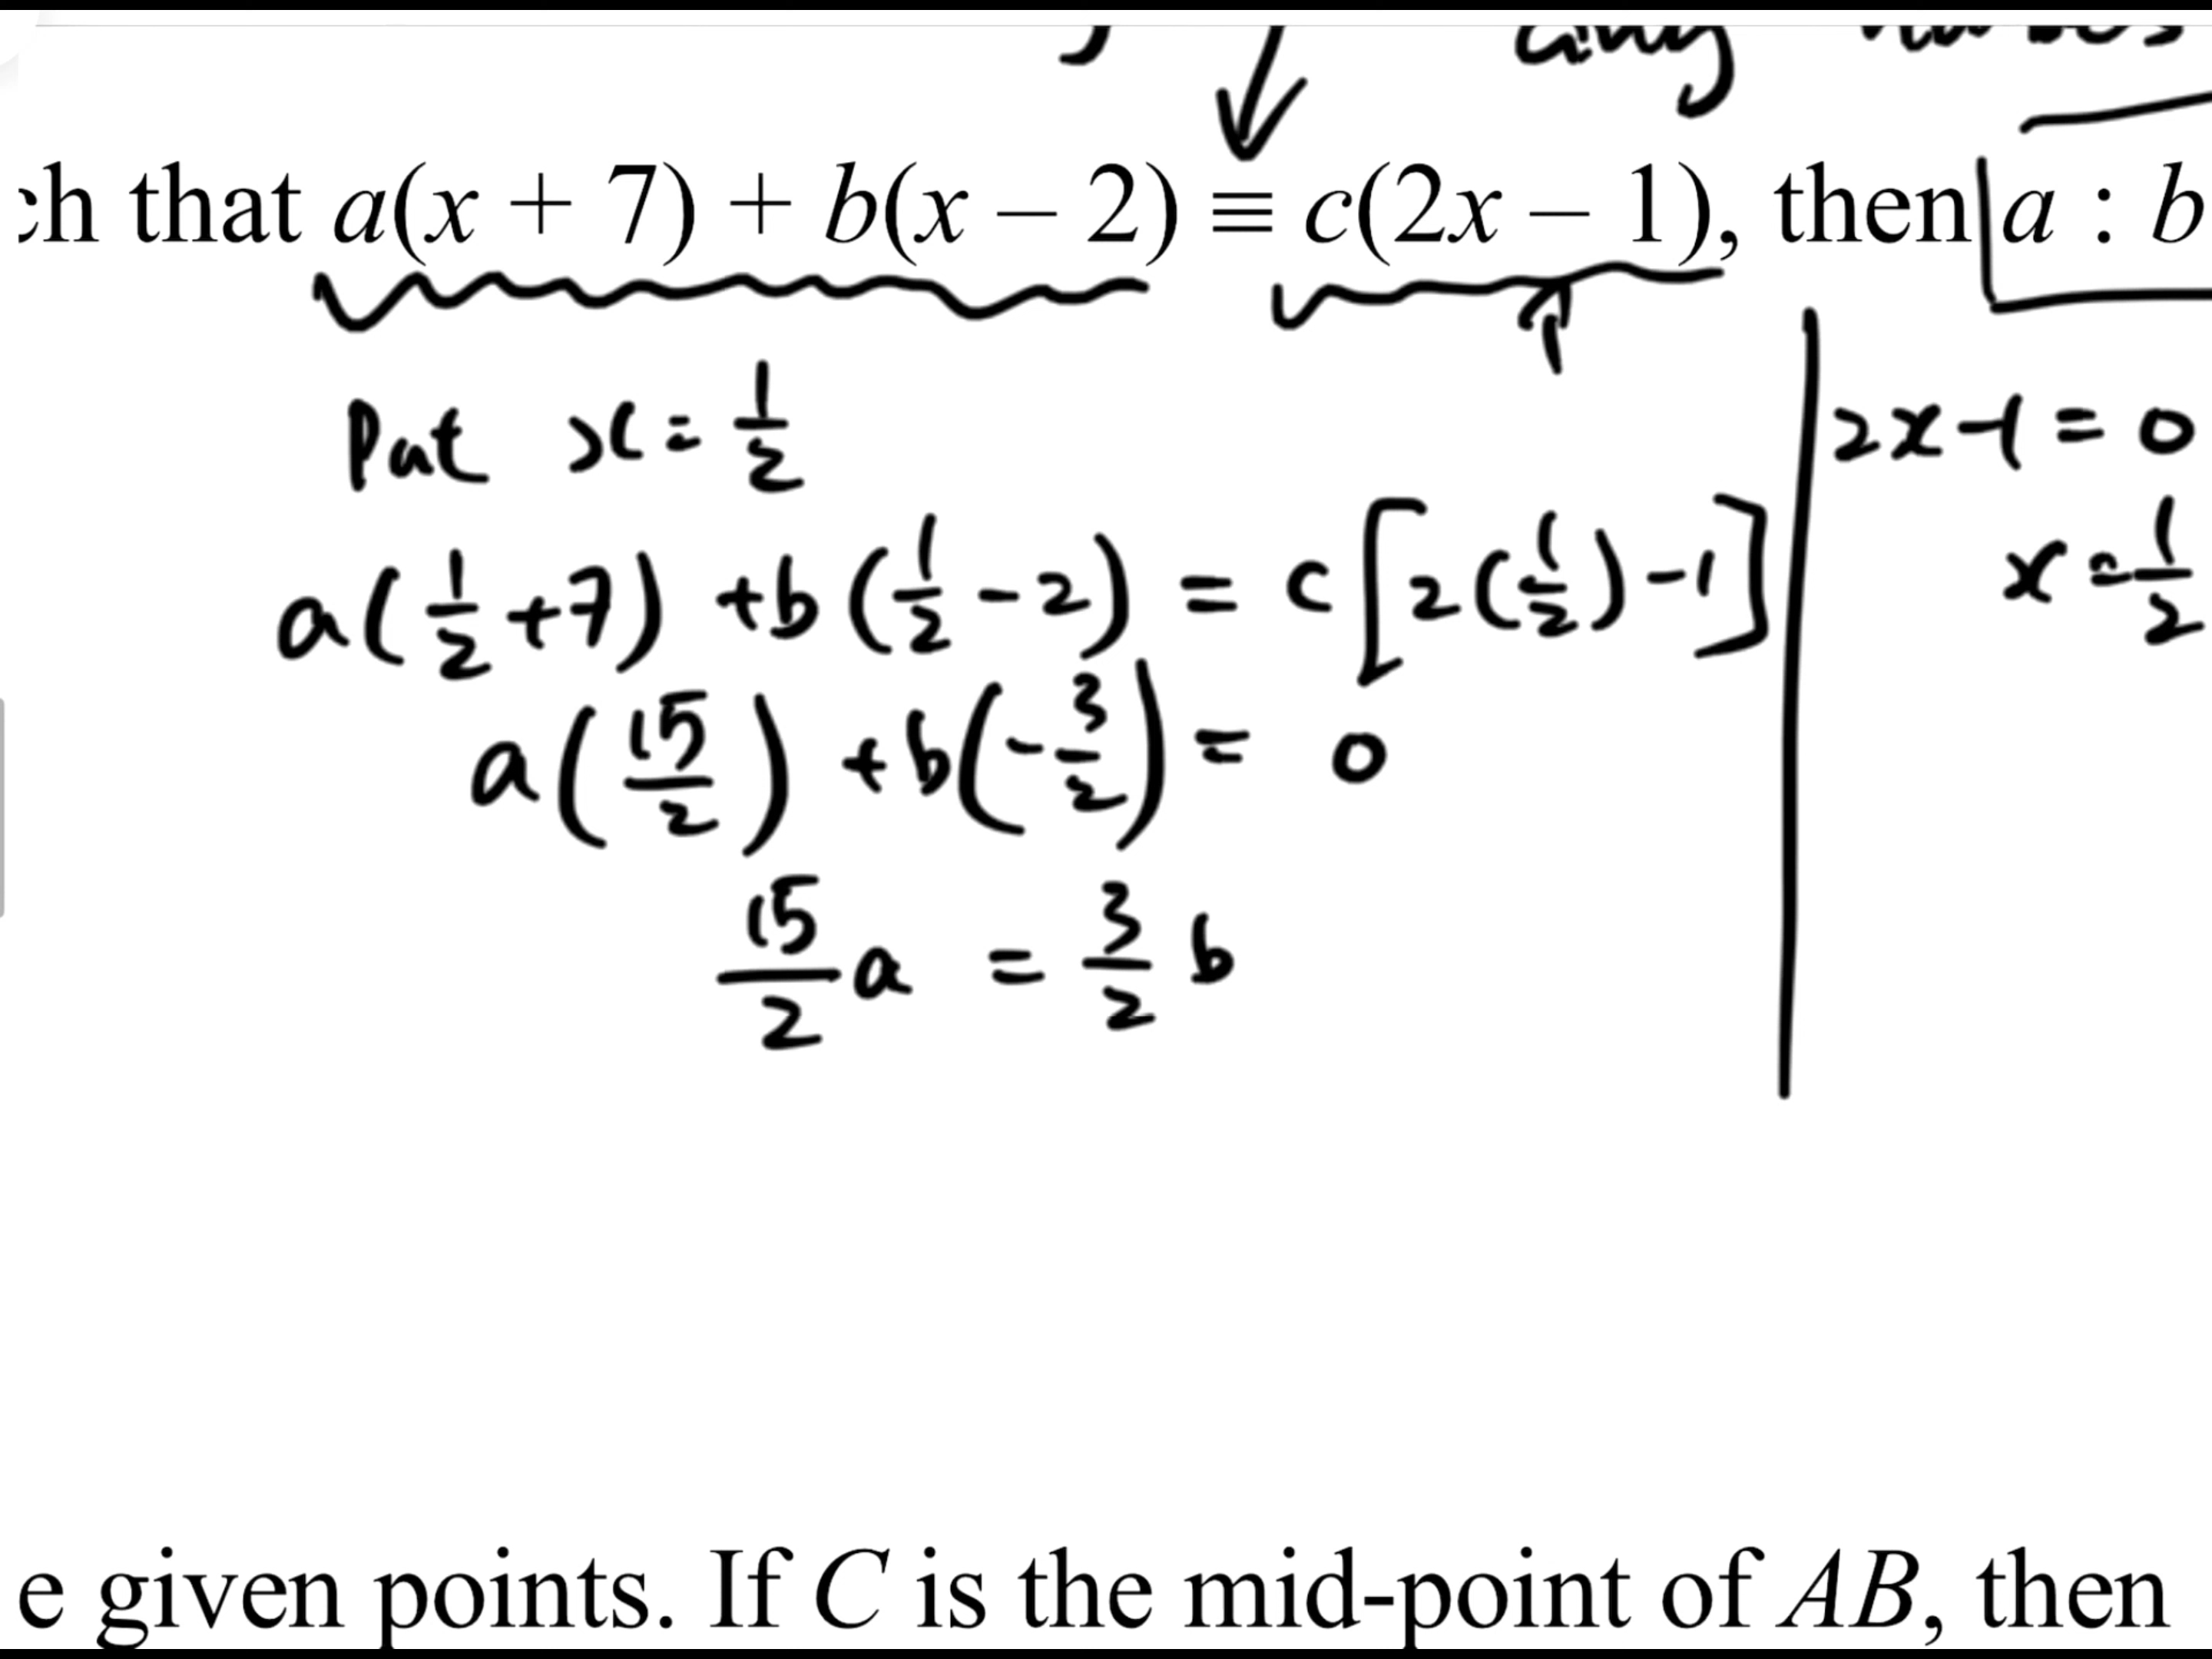 any
ch that a(x + 7) + b(x – 2) ≡ c(2x – 1), then a : b
Put x = 1/2
2x - 1 = 0
x = 1/2
a(1/2 + 7) + b(1/2 - 2) = c[2(1/2) - 1]
a(15/2) + b(-3/2) = 0
15/2 a = 3/2 b
e given points. If C is the mid-point of AB, then